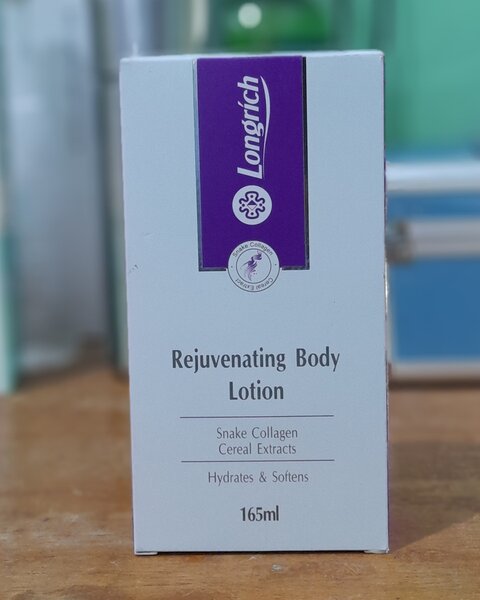 Longrich
Snake Collagen
Cereal Extract
Rejuvenating Body
Lotion
Snake Collagen
Cereal Extracts
Hydrates & Softens
165ml